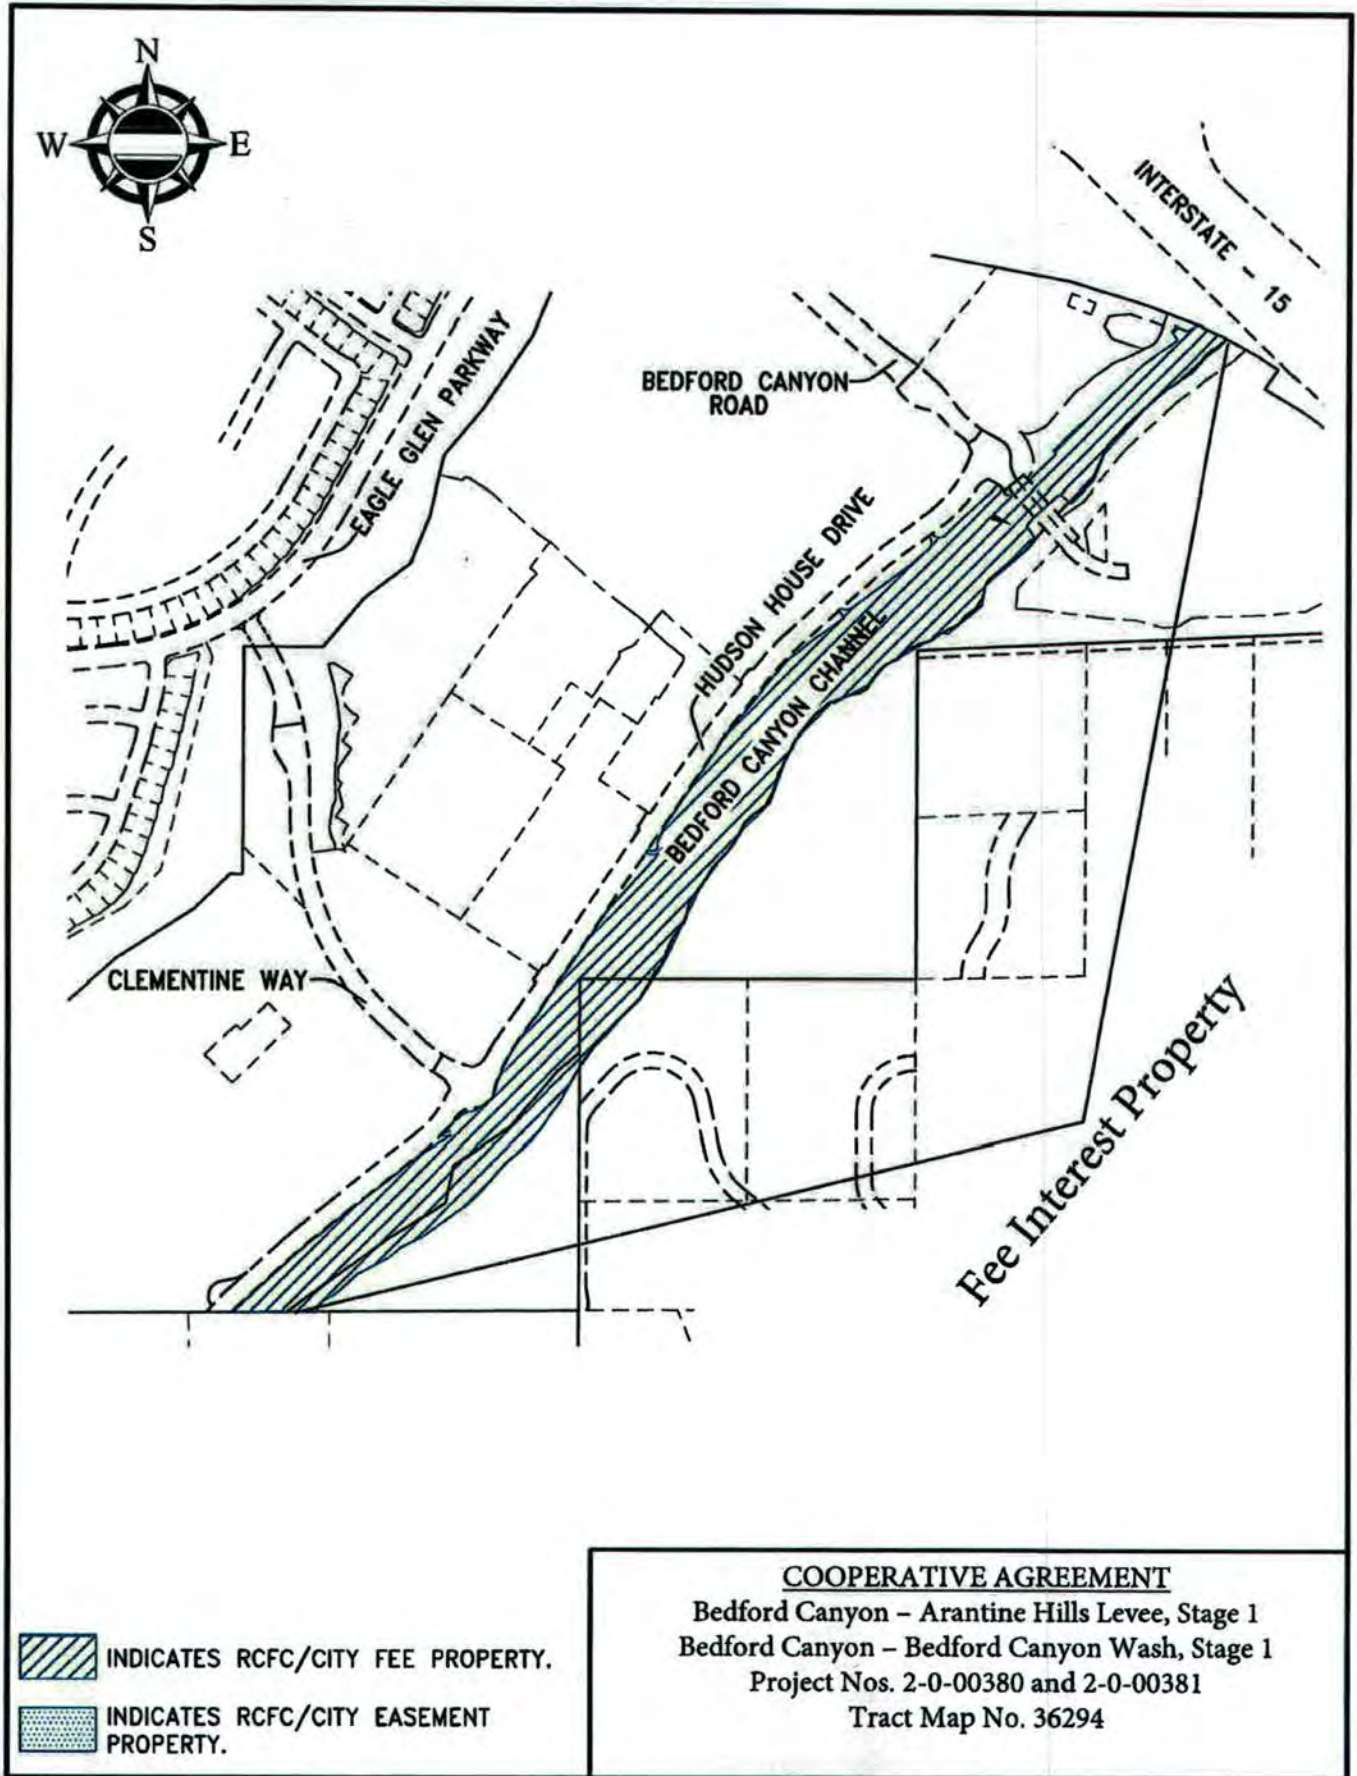 N
W
E
S
INTERSTATE - 15
EAGLE GLEN PARKWAY
BEDFORD CANYON
ROAD
HUDSON HOUSE DRIVE
BEDFORD CANYON CHANNEL
CLEMENTINE WAY
Fee Interest Property
INDICATES RCFC/CITY FEE PROPERTY.
INDICATES RCFC/CITY EASEMENT
PROPERTY.
COOPERATIVE AGREEMENT
Bedford Canyon – Arantine Hills Levee, Stage 1
Bedford Canyon – Bedford Canyon Wash, Stage 1
Project Nos. 2-0-00380 and 2-0-00381
Tract Map No. 36294